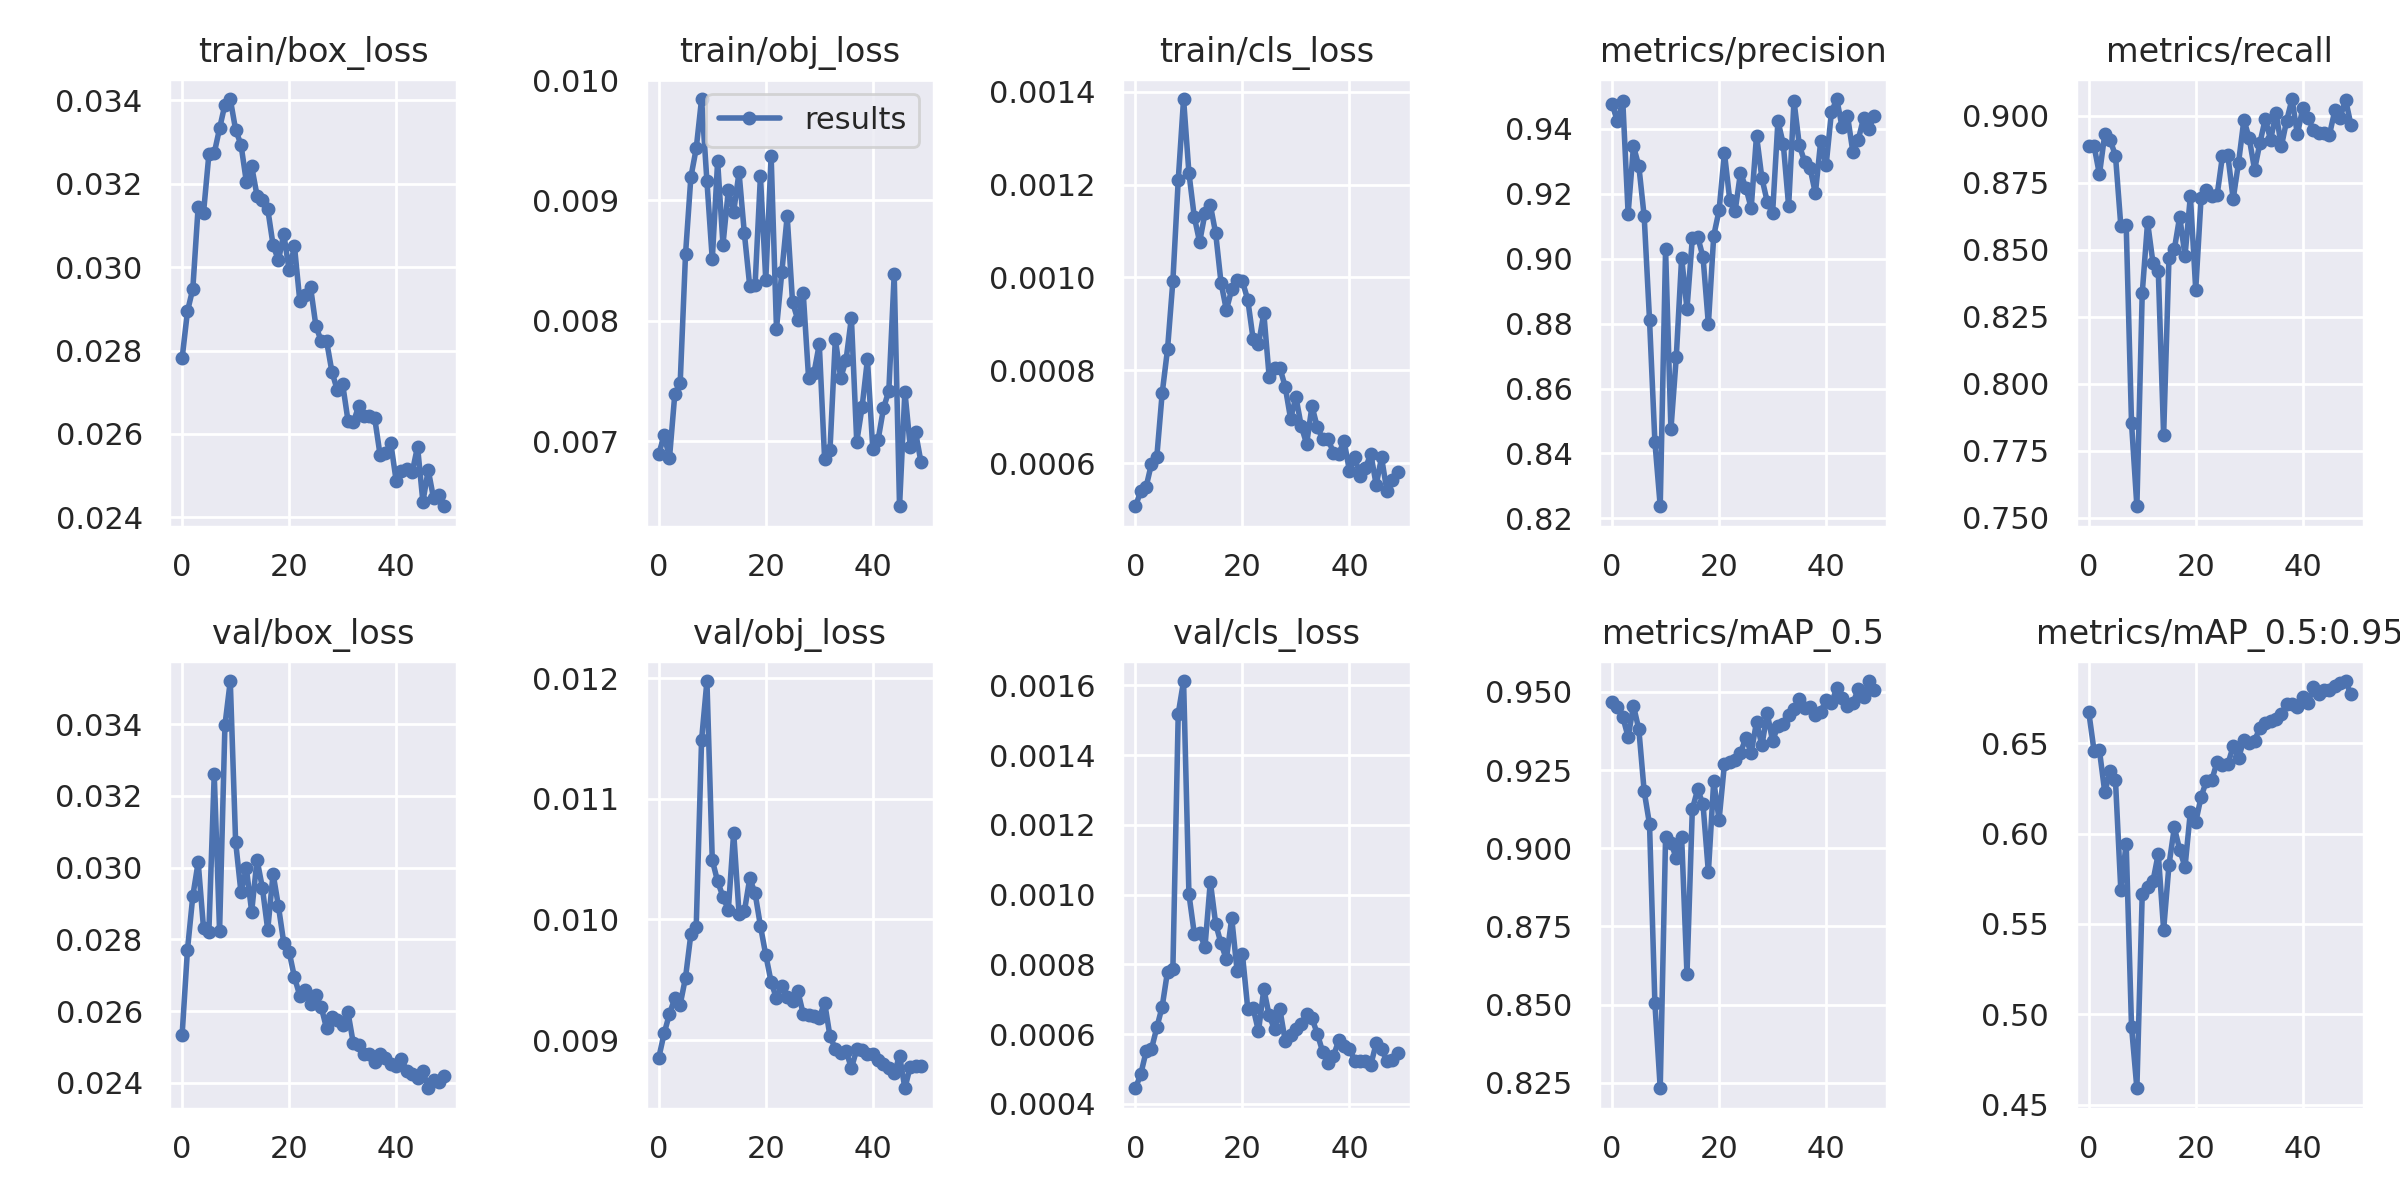 train/box_loss
0.034
0.032
0.030
0.028
0.026
0.024
0 20 40
train/obj_loss
results
0.010
0.009
0.008
0.007
0 20 40
train/cls_loss
0.0014
0.0012
0.0010
0.0008
0.0006
0 20 40
metrics/precision
0.94
0.92
0.90
0.88
0.86
0.84
0.82
0 20 40
metrics/recall
0.900
0.875
0.850
0.825
0.800
0.775
0.750
0 20 40
val/box_loss
0.034
0.032
0.030
0.028
0.026
0.024
0 20 40
val/obj_loss
0.012
0.011
0.010
0.009
0 20 40
val/cls_loss
0.0016
0.0014
0.0012
0.0010
0.0008
0.0006
0.0004
0 20 40
metrics/mAP_0.5
0.950
0.925
0.900
0.875
0.850
0.825
0 20 40
metrics/mAP_0.5:0.95
0.65
0.60
0.55
0.50
0.45
0 20 40